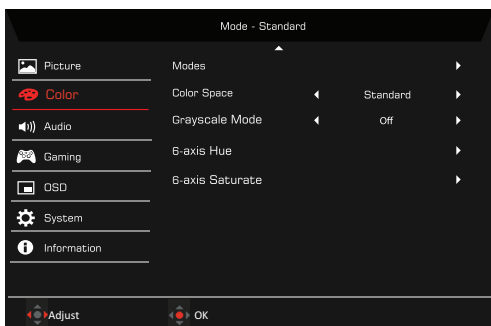 Mode - Standard
Picture
Color
Audio
Gaming
OSD
System
Information
Modes
Color Space Standard
Grayscale Mode Off
6-axis Hue
6-axis Saturate
Adjust OK